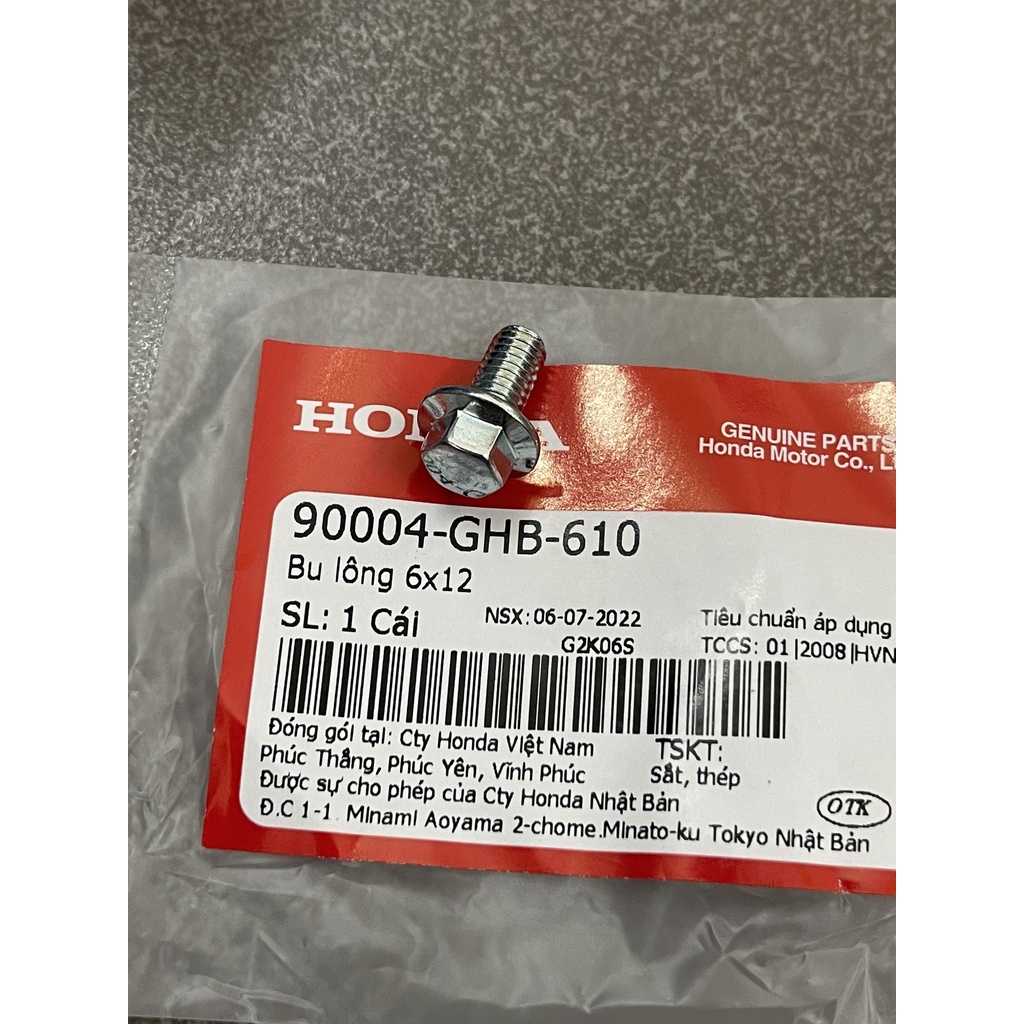 HONDA
GENUINE PARTS
Honda Motor Co.,
90004-GHB-610
Bu lông 6x12
SL: 1 Cái
NSX: 06-07-2022
Tiêu chuẩn áp dụng
G2K06S
TCCS: 01|2008|HVN
Đóng gói tại: Cty Honda Việt Nam
TSKT:
Phúc Thắng, Phúc Yên, Vĩnh Phúc
Sắt, thép
Được sự cho phép của Cty Honda Nhật Bản
OTK
Đ.C 1-1. Minami Aoyama 2-chome.Minato-ku Tokyo Nhật Bản